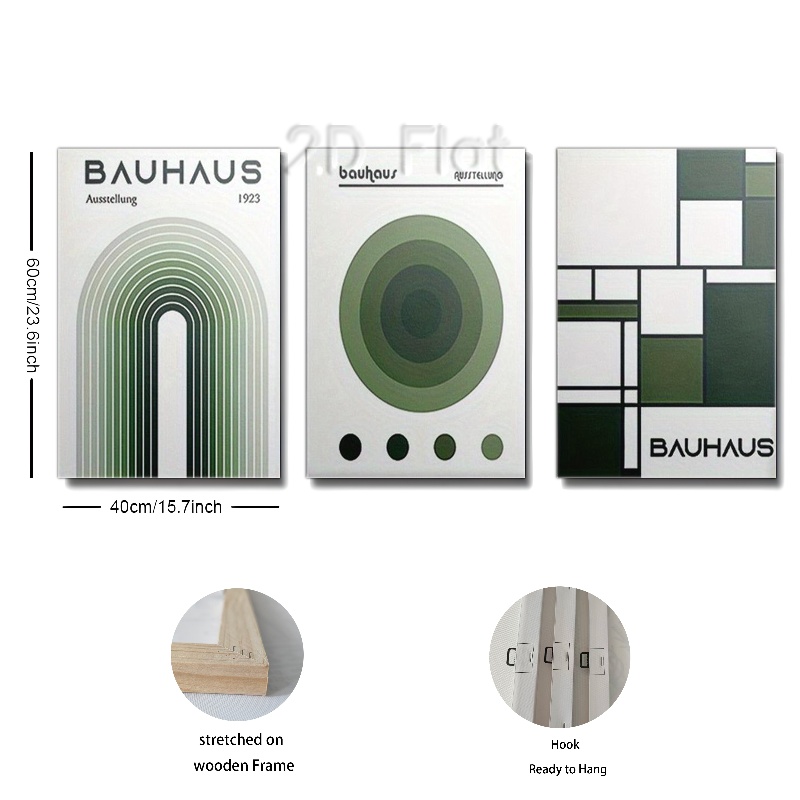 2D Flat
BAUHAUS
Ausstellung 1923
bauhaus AUSSTELLUNG
BAUHAUS
60cm/23.6inch
40cm/15.7inch
stretched on
wooden Frame
Hook
Ready to Hang